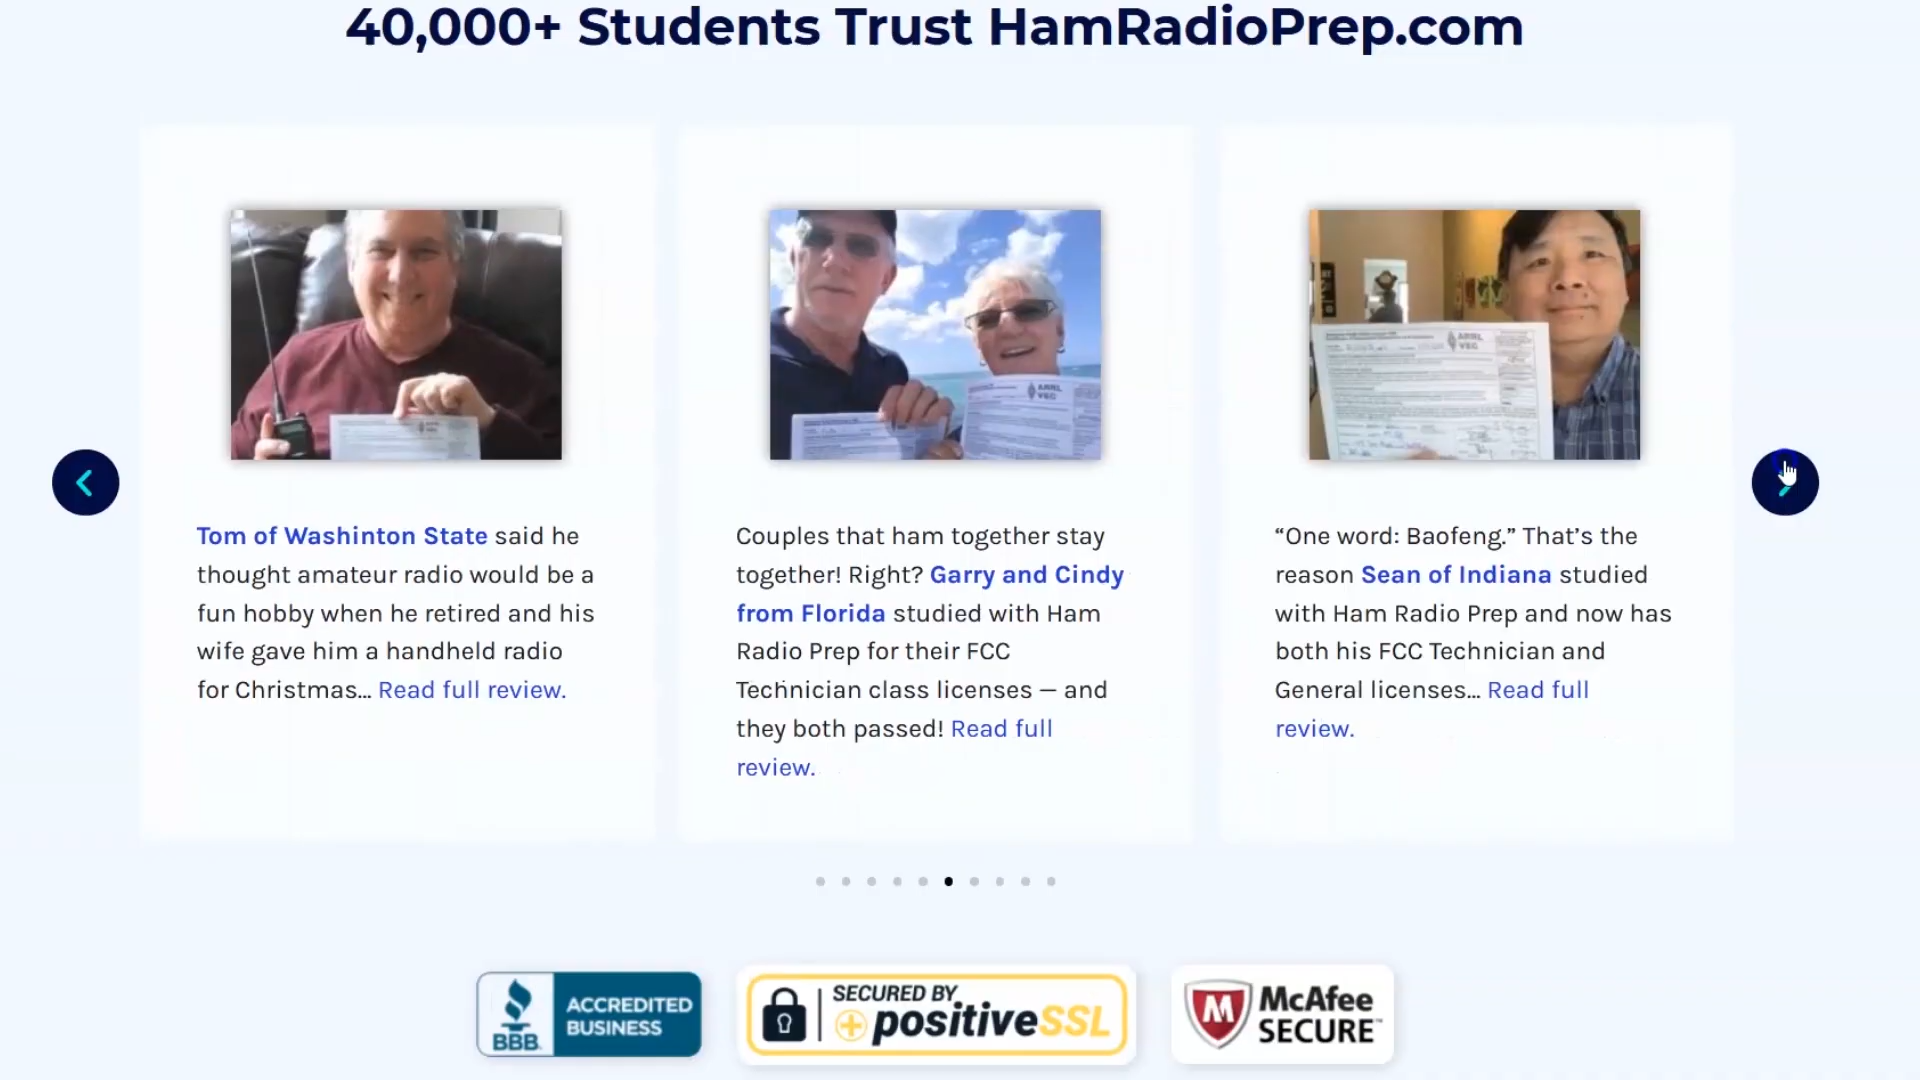 40,000+ Students Trust HamRadioPrep.com
ARRL
VEC
ARRL
VEC
Tom of Washinton State said he
thought amateur radio would be a
fun hobby when he retired and his
wife gave him a handheld radio
for Christmas... Read full review.
Couples that ham together stay
together! Right? Garry and Cindy
from Florida studied with Ham
Radio Prep for their FCC
Technician class licenses — and
they both passed! Read full
review.
“One word: Baofeng.” That’s the
reason Sean of Indiana studied
with Ham Radio Prep and now has
both his FCC Technician and
General licenses... Read full
review.
BBB.
ACCREDITED
BUSINESS
SECURED BY
positiveSSL
McAfee
SECURE™